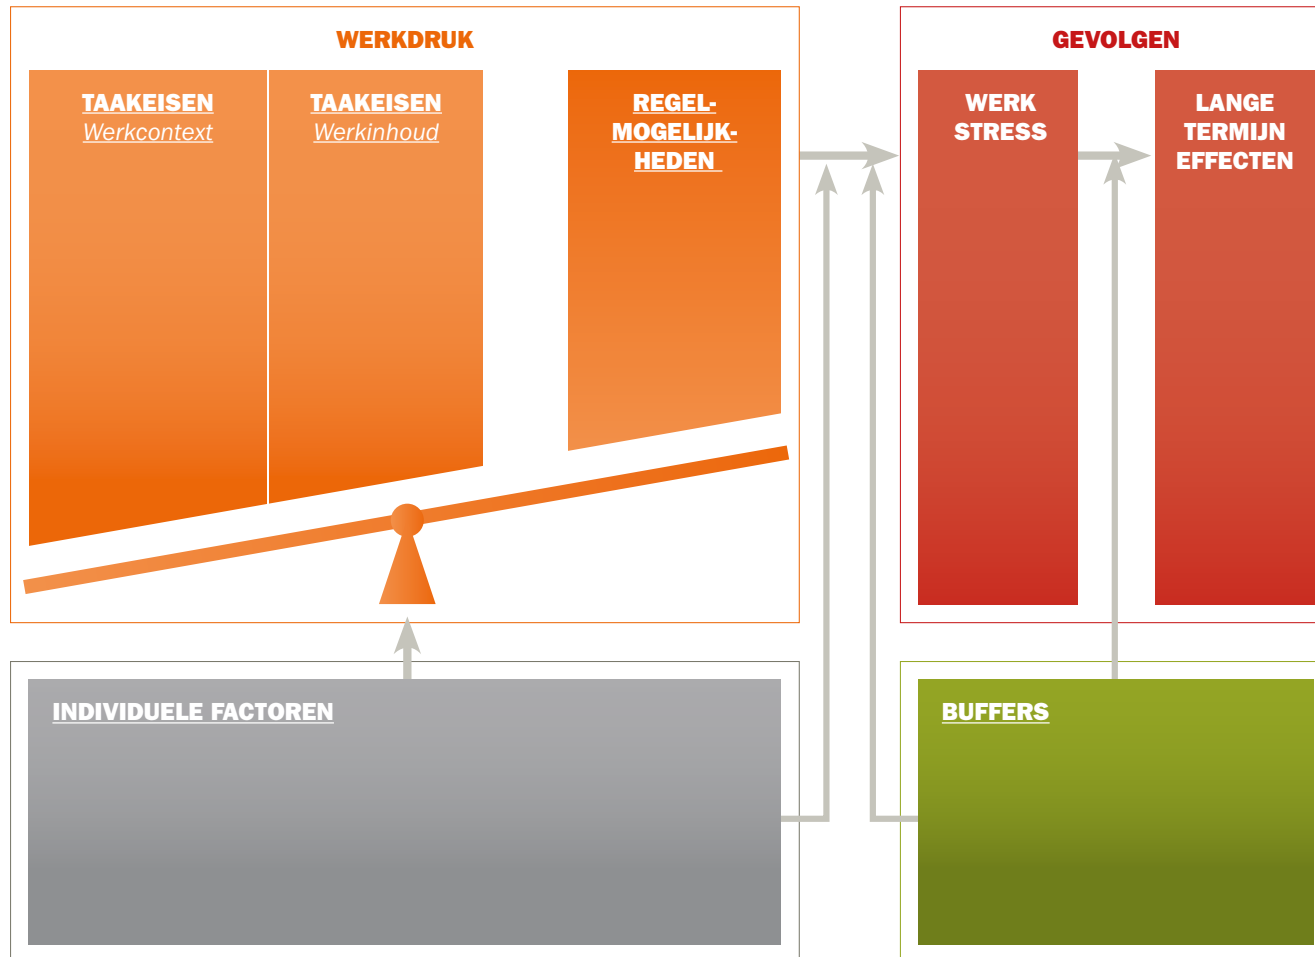 WERKDRUK
TAAKEISEN
Werkcontext
TAAKEISEN
Werkinhoud
REGEL-
MOGELIJK-
HEDEN
GEVOLGEN
WERK
STRESS
LANGE
TERMIJN
EFFECTEN
INDIVIDUELE FACTOREN
BUFFERS